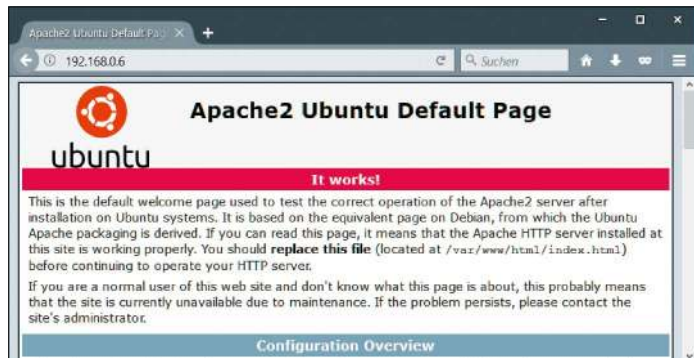 Apache2 Ubuntu Default Pag
192.168.0.6
Suchen
Apache2 Ubuntu Default Page
ubuntu
It works!
This is the default welcome page used to test the correct operation of the Apache2 server after
installation on Ubuntu systems. It is based on the equivalent page on Debian, from which the Ubuntu
Apache packaging is derived. If you can read this page, it means that the Apache HTTP server installed at
this site is working properly. You should replace this file (located at /var/www/html/index.html)
before continuing to operate your HTTP server.
If you are a normal user of this web site and don't know what this page is about, this probably means
that the site is currently unavailable due to maintenance. If the problem persists, please contact the
site's administrator.
Configuration Overview